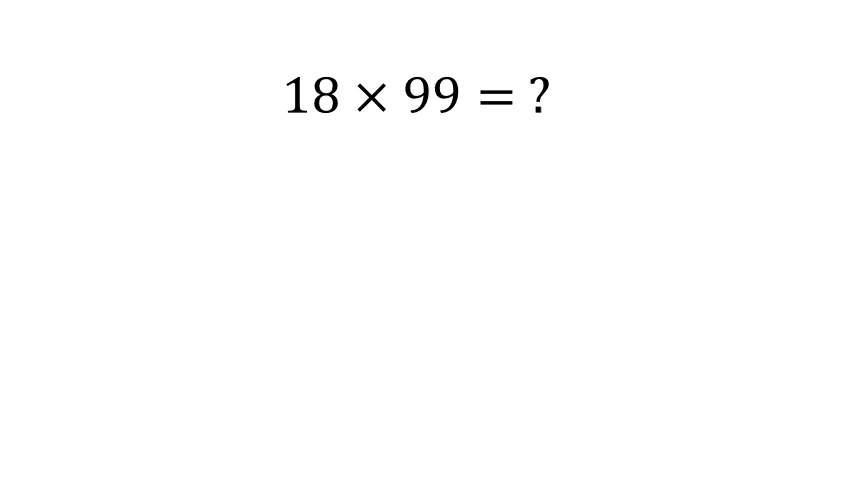 18 × 99 = ?